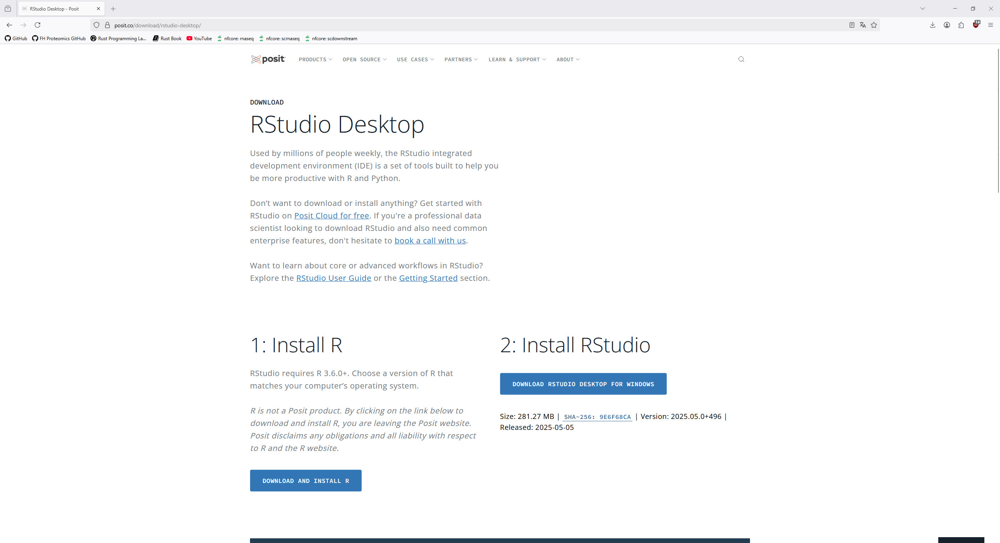 RStudio Desktop - Posit
posit.co/download/rstudio-desktop/
14
GitHub
FH Proteomics GitHub
Rust Programming La...
Rust Book
YouTube
nfcore: rnaseq
nfcore: scrnaseq
nfcore: scdownstream
posit
PRODUCTS
OPEN SOURCE
USE CASES
PARTNERS
LEARN & SUPPORT
ABOUT
DOWNLOAD
RStudio Desktop
Used by millions of people weekly, the RStudio integrated
development environment (IDE) is a set of tools built to help you
be more productive with R and Python.
Don’t want to download or install anything? Get started with
RStudio on Posit Cloud for free. If you're a professional data
scientist looking to download RStudio and also need common
enterprise features, don't hesitate to book a call with us.
Want to learn about core or advanced workflows in RStudio?
Explore the RStudio User Guide or the Getting Started section.
1: Install R
RStudio requires R 3.6.0+. Choose a version of R that
matches your computer’s operating system.
R is not a Posit product. By clicking on the link below to
download and install R, you are leaving the Posit website.
Posit disclaims any obligations and all liability with respect
to R and the R website.
DOWNLOAD AND INSTALL R
2: Install RStudio
DOWNLOAD RSTUDIO DESKTOP FOR WINDOWS
Size: 281.27 MB | SHA-256: 9E6F68CA | Version: 2025.05.0+496 |
Released: 2025-05-05